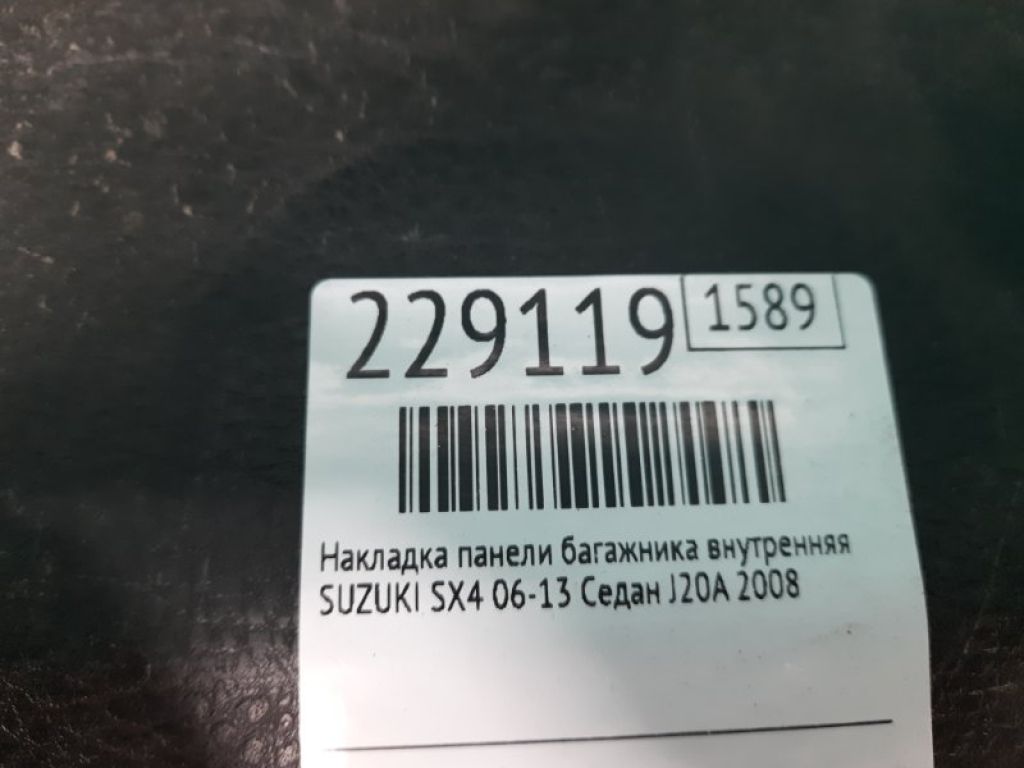 229119 1589
Накладка панели багажника внутренняя
SUZUKI SX4 06-13 Седан J20A 2008